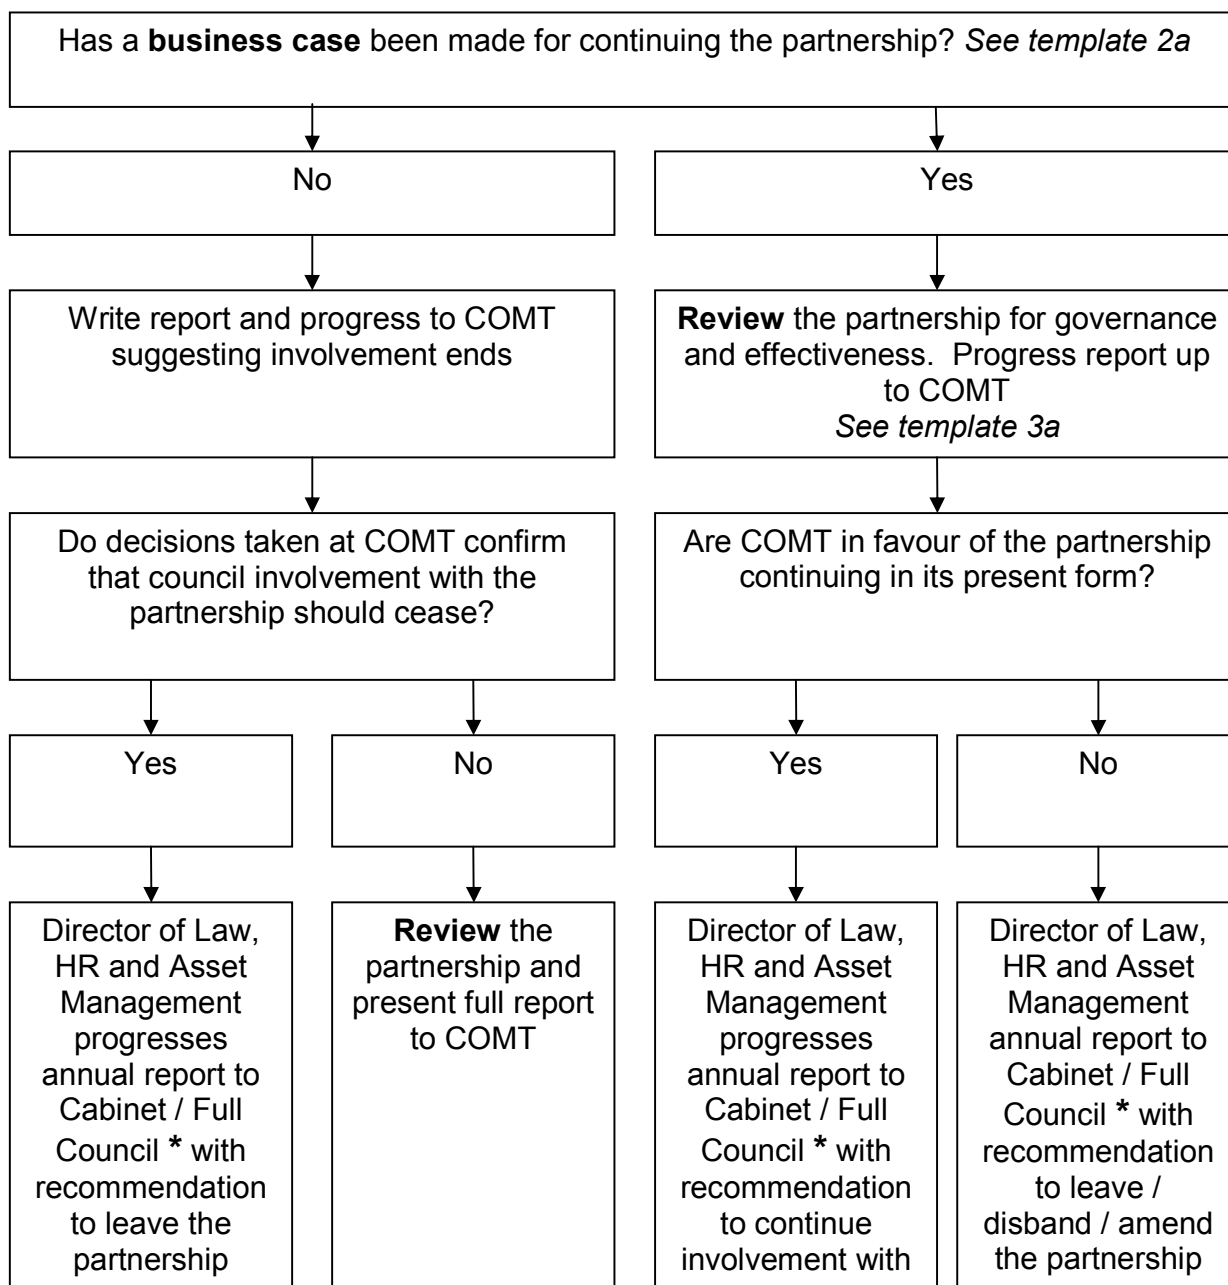 Has a business case been made for continuing the partnership? See template 2a
No
Yes
Write report and progress to COMT
suggesting involvement ends
Review the partnership for governance
and effectiveness.  Progress report up
to COMT
See template 3a
Do decisions taken at COMT confirm
that council involvement with the
partnership should cease?
Are COMT in favour of the partnership
continuing in its present form?
Yes
No
Yes
No
Director of Law,
HR and Asset
Management
progresses
annual report to
Cabinet / Full
Council * with
recommendation
to leave the
partnership
Review the
partnership and
present full report
to COMT
Director of Law,
HR and Asset
Management
progresses
annual report to
Cabinet / Full
Council * with
recommendation
to continue
involvement with
Director of Law,
HR and Asset
Management
annual report to
Cabinet / Full
Council * with
recommendation
to leave /
disband / amend
the partnership